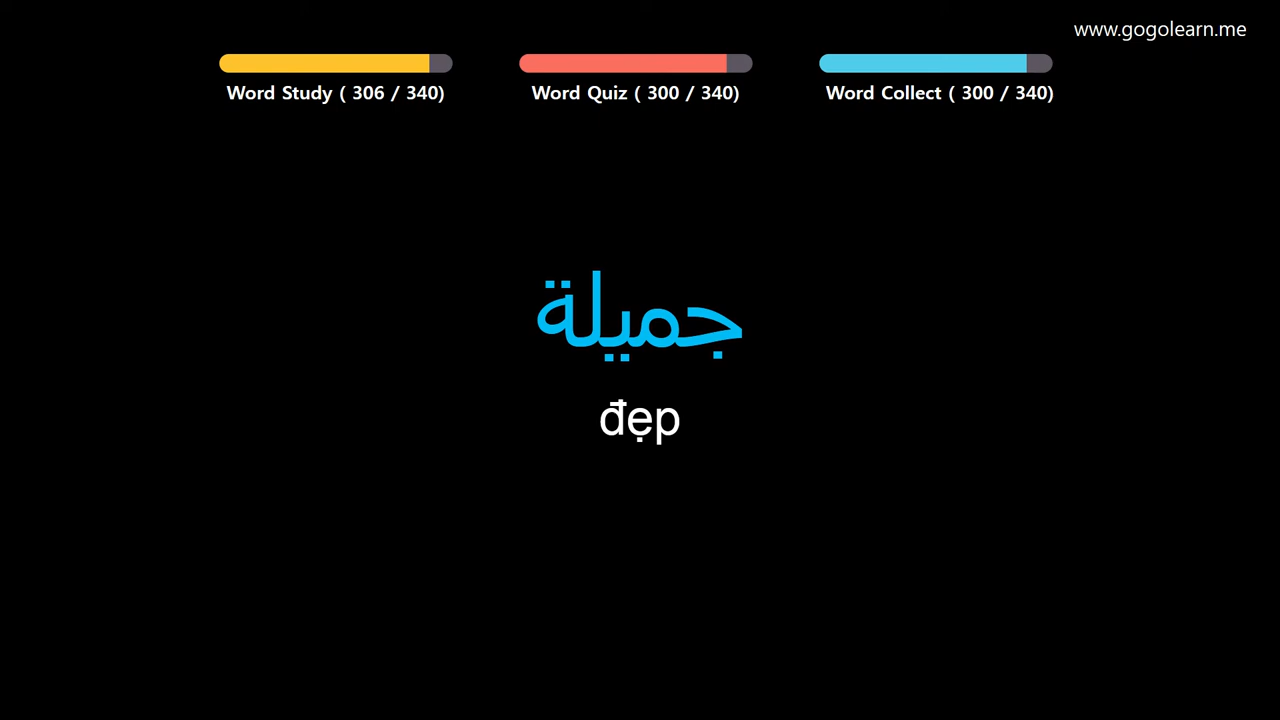 www.gogolearn.me
Word Study ( 306 / 340)
Word Quiz ( 300 / 340)
Word Collect ( 300 / 340)
جميلة
đẹp